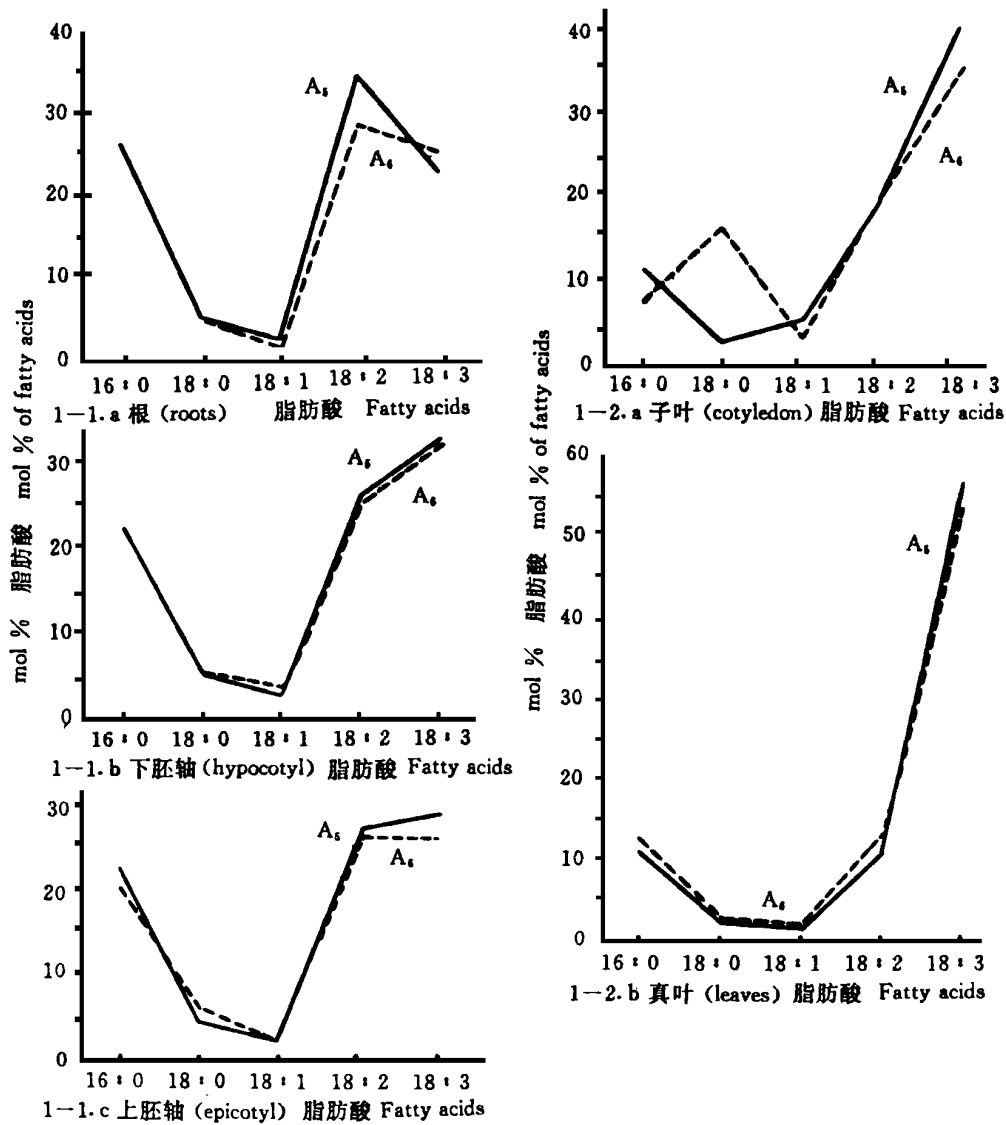 mol %  脂肪酸  mol % of fatty acids
40
30
20
10
0
A₅
A₆
16:0 18:0 18:1 18:2 18:3
1—1.a 根 (roots) 脂肪酸 Fatty acids
30
20
10
0
A₅
A₆
16:0 18:0 18:1 18:2 18:3
1—1.b 下胚轴 (hypocotyl) 脂肪酸 Fatty acids
30
20
10
0
A₅
A₆
16:0 18:0 18:1 18:2 18:3
1—1.c 上胚轴 (epicotyl) 脂肪酸 Fatty acids
mol %  脂肪酸  mol % of fatty acids
40
30
20
10
0
A₅
A₆
16:0 18:0 18:1 18:2 18:3
1—2.a 子叶 (cotyledon) 脂肪酸 Fatty acids
60
50
40
30
20
10
0
A₅
A₆
16:0 18:0 18:1 18:2 18:3
1—2.b 真叶 (leaves) 脂肪酸 Fatty acids